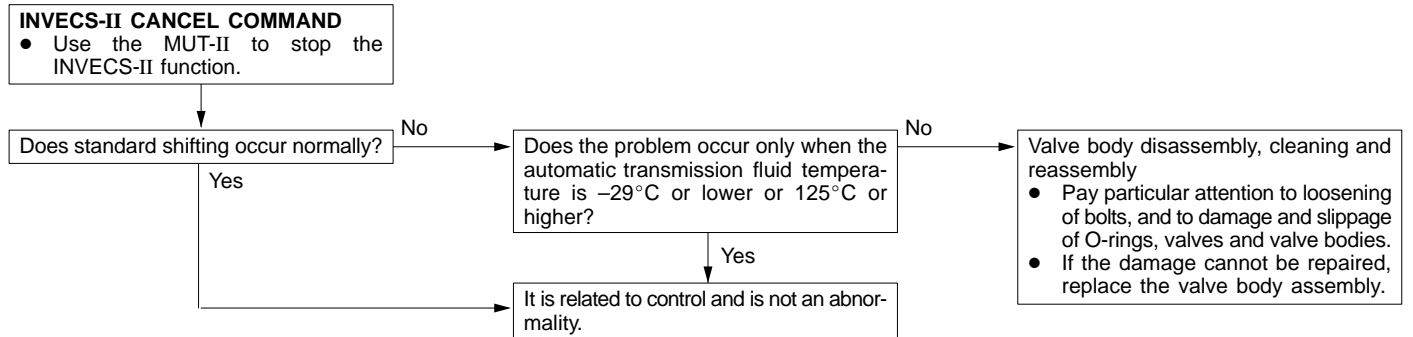 INVECS-II CANCEL COMMAND
● Use the MUT-II to stop the
INVECS-II function.
Does standard shifting occur normally?
No
Yes
Does the problem occur only when the
automatic transmission fluid tempera-
ture is –29°C or lower or 125°C or
higher?
No
Yes
Valve body disassembly, cleaning and
reassembly
● Pay particular attention to loosening
of bolts, and to damage and slippage
of O-rings, valves and valve bodies.
● If the damage cannot be repaired,
replace the valve body assembly.
It is related to control and is not an abnor-
mality.